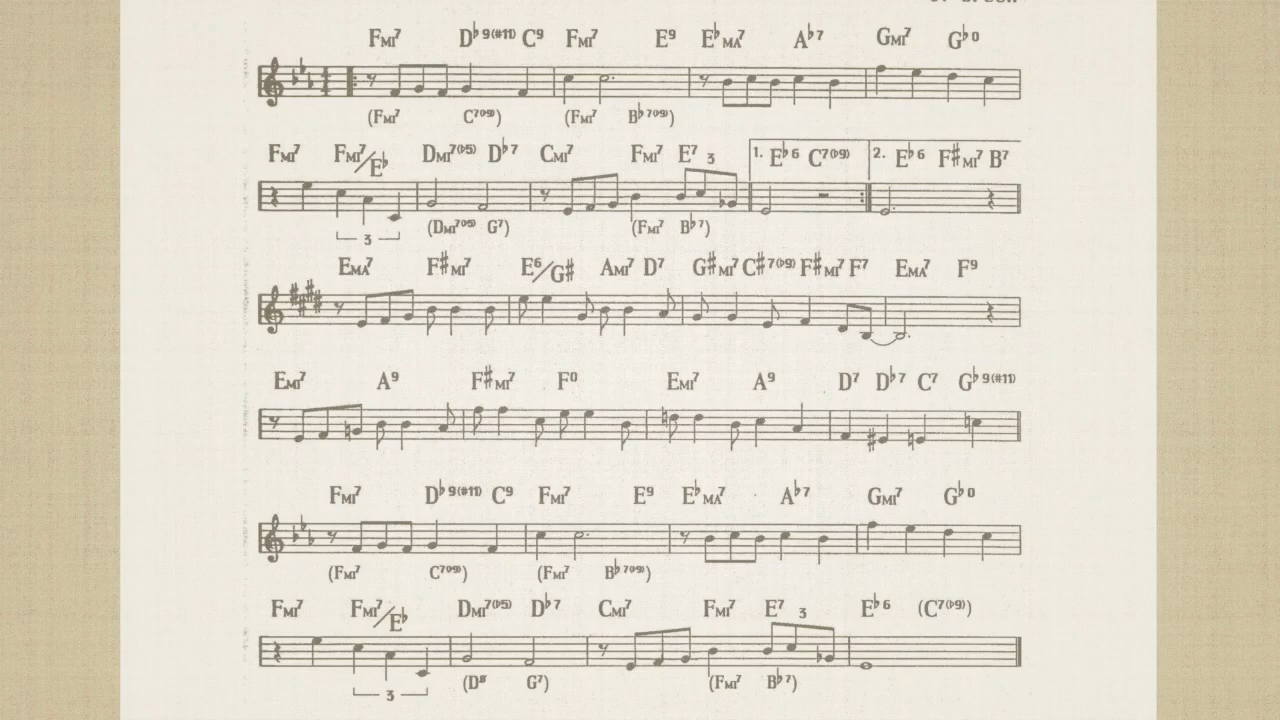 FMI7 D♭9(♯11) C9 FMI7 E9 E♭MA7 A♭7 GMI7 G♭o
(FMI7 C7(♭9)) (FMI7 B♭7(♭9))
FMI7 FMI7/E♭ DMI7(♭5) D♭7 CMI7 FMI7 E7 3 1. E♭6 C7(♭9) 2. E♭6 F♯MI7 B7
3 (DMI7(♭5) G7) (FMI7 B♭7)
EMA7 F♯MI7 E6/G♯ AMI7 D7 G♯MI7 C♯7(♭9) F♯MI7 F7 EMA7 F9
EMI7 A9 F♯MI7 Fo EMI7 A9 D7 D♭7 C7 G♭9(♯11)
FMI7 D♭9(♯11) C9 FMI7 E9 E♭MA7 A♭7 GMI7 G♭o
(FMI7 C7(♭9)) (FMI7 B♭7(♭9))
FMI7 FMI7/E♭ DMI7(♭5) D♭7 CMI7 FMI7 E7 3 E♭6 (C7(♭9))
3 G7) (FMI7 B♭7)